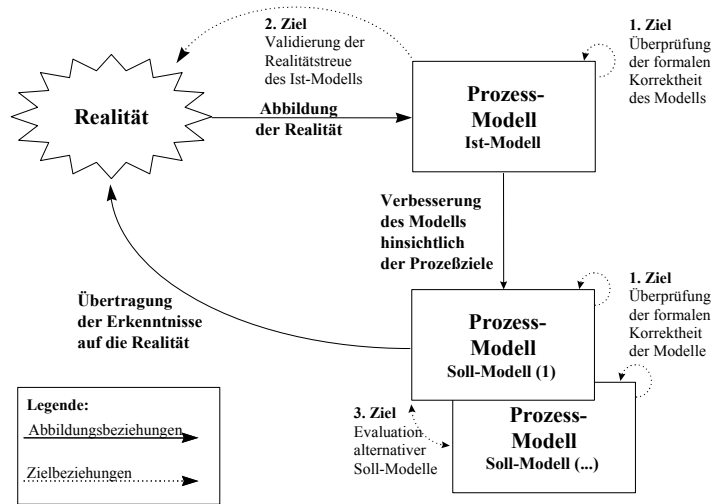 2. Ziel
Validierung der
Realitätstreue
des Ist-Modells
1. Ziel
Überprüfung
der formalen
Korrektheit
des Modells
Realität
Abbildung
der Realität
Prozess-
Modell
Ist-Modell
Verbesserung
des Modells
hinsichtlich
der Prozeßziele
Übertragung
der Erkenntnisse
auf die Realität
Prozess-
Modell
Soll-Modell (1)
1. Ziel
Überprüfung
der formalen
Korrektheit
der Modelle
3. Ziel
Evaluation
alternativer
Soll-Modelle
Prozess-
Modell
Soll-Modell (...)
Legende:
Abbildungsbeziehungen
Zielbeziehungen